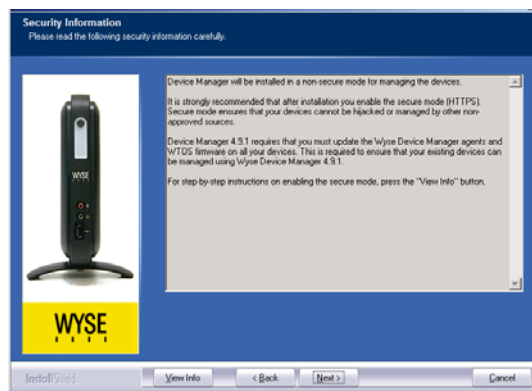 Security Information
Please read the following security information carefully.
Device Manager will be installed in a non-secure mode for managing the devices.
It is strongly recommended that after installation you enable the secure mode (HTTPS).
Secure mode ensures that your devices cannot be hijacked or managed by other non-
approved sources.
Device Manager 4.9.1 requires that you must update the Wyse Device Manager agents and
WTOS firmware on all your devices. This is required to ensure that your existing devices can
be managed using Wyse Device Manager 4.9.1.
For step-by-step instructions on enabling the secure mode, press the "View Info" button.
WYSE
WYSE
InstallShield
View Info
< Back
Next >
Cancel